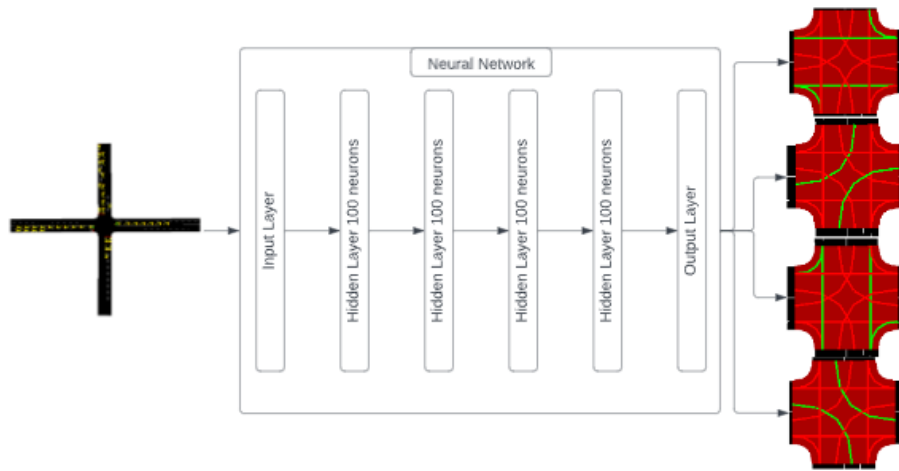 Neural Network
Input Layer
Hidden Layer 100 neurons
Hidden Layer 100 neurons
Hidden Layer 100 neurons
Hidden Layer 100 neurons
Output Layer